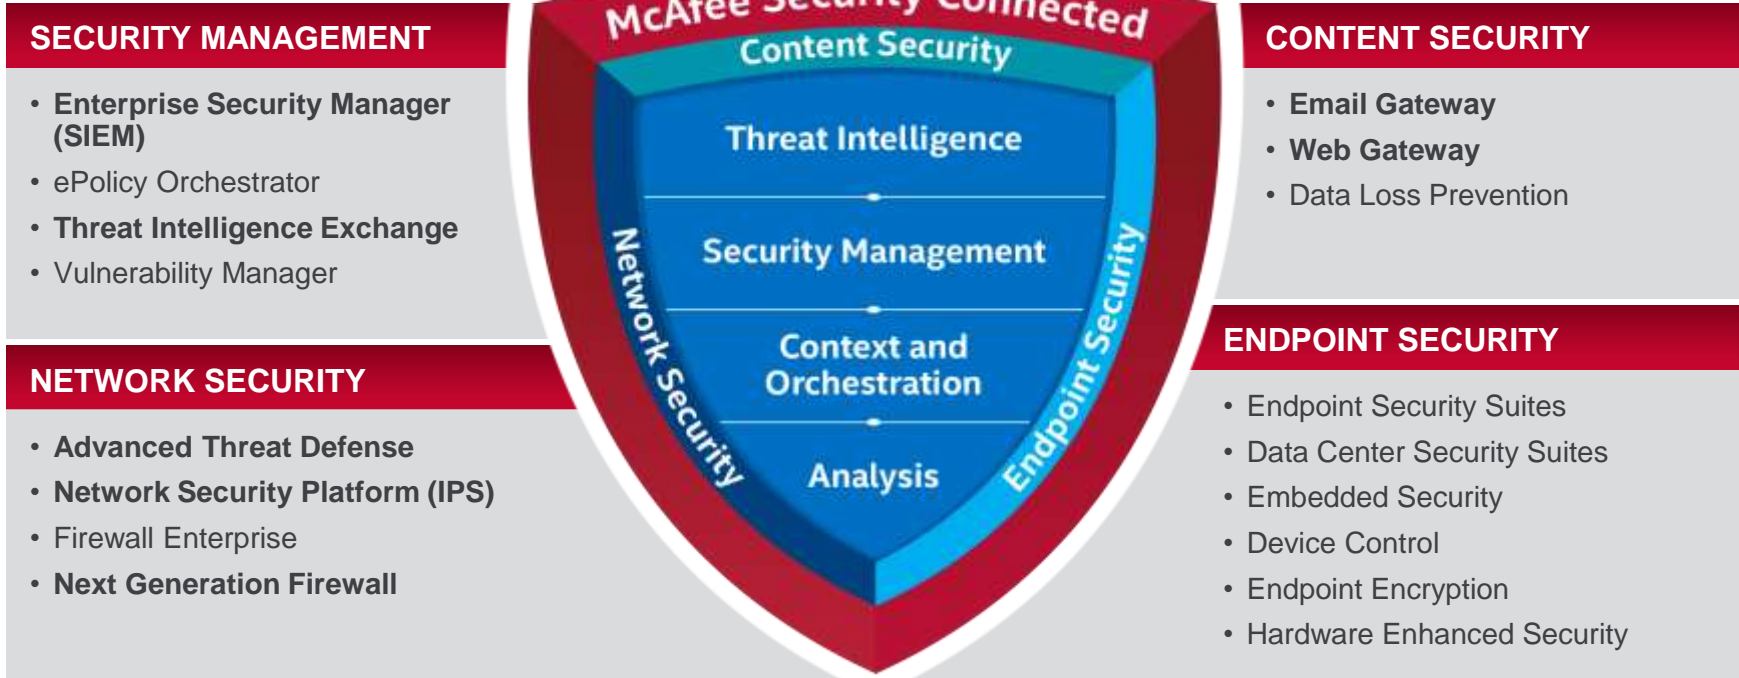 SECURITY MANAGEMENT
• Enterprise Security Manager
(SIEM)
• ePolicy Orchestrator
• Threat Intelligence Exchange
• Vulnerability Manager
NETWORK SECURITY
• Advanced Threat Defense
• Network Security Platform (IPS)
• Firewall Enterprise
• Next Generation Firewall
McAfee Security Connected
Content Security
Network Security
Threat Intelligence
Security Management
Context and
Orchestration
Analysis
Endpoint Security
CONTENT SECURITY
• Email Gateway
• Web Gateway
• Data Loss Prevention
ENDPOINT SECURITY
• Endpoint Security Suites
• Data Center Security Suites
• Embedded Security
• Device Control
• Endpoint Encryption
• Hardware Enhanced Security